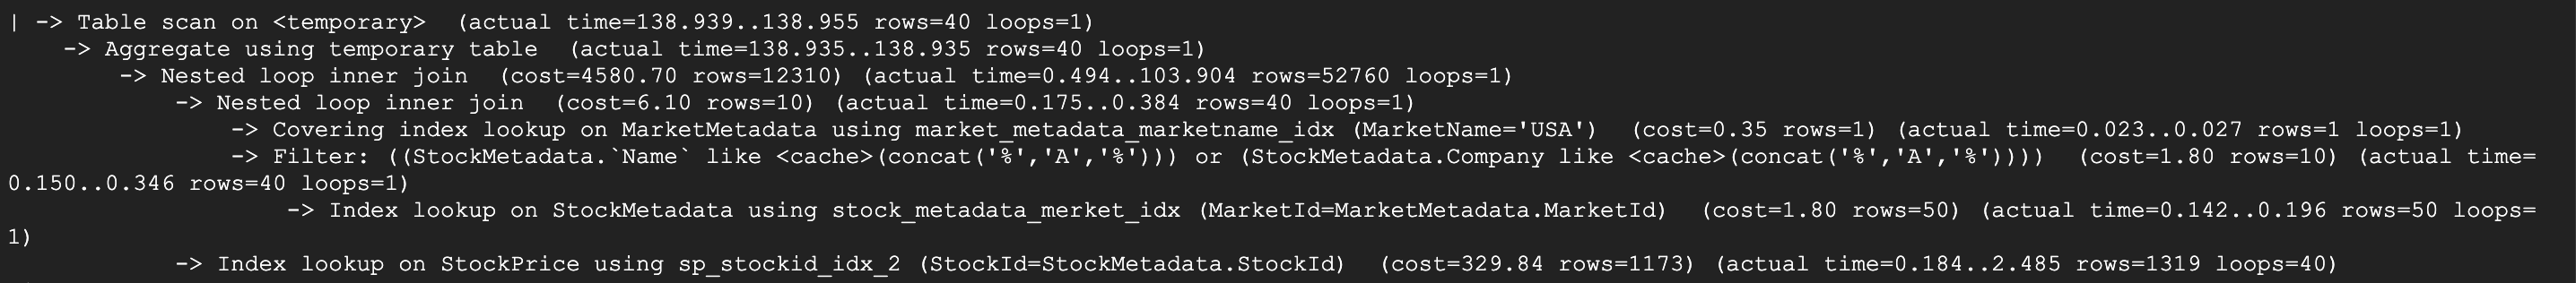 | -> Table scan on <temporary>  (actual time=138.939..138.955 rows=40 loops=1)
    -> Aggregate using temporary table  (actual time=138.935..138.935 rows=40 loops=1)
        -> Nested loop inner join  (cost=4580.70 rows=12310) (actual time=0.494..103.904 rows=52760 loops=1)
            -> Nested loop inner join  (cost=6.10 rows=10) (actual time=0.175..0.384 rows=40 loops=1)
                -> Covering index lookup on MarketMetadata using market_metadata_marketname_idx (MarketName='USA')  (cost=0.35 rows=1) (actual time=0.023..0.027 rows=1 loops=1)
                -> Filter: ((StockMetadata.`Name` like <cache>(concat('%','A','%'))) or (StockMetadata.Company like <cache>(concat('%','A','%'))))  (cost=1.80 rows=10) (actual time=
0.150..0.346 rows=40 loops=1)
                    -> Index lookup on StockMetadata using stock_metadata_merket_idx (MarketId=MarketMetadata.MarketId)  (cost=1.80 rows=50) (actual time=0.142..0.196 rows=50 loops=
1)
            -> Index lookup on StockPrice using sp_stockid_idx_2 (StockId=StockMetadata.StockId)  (cost=329.84 rows=1173) (actual time=0.184..2.485 rows=1319 loops=40)